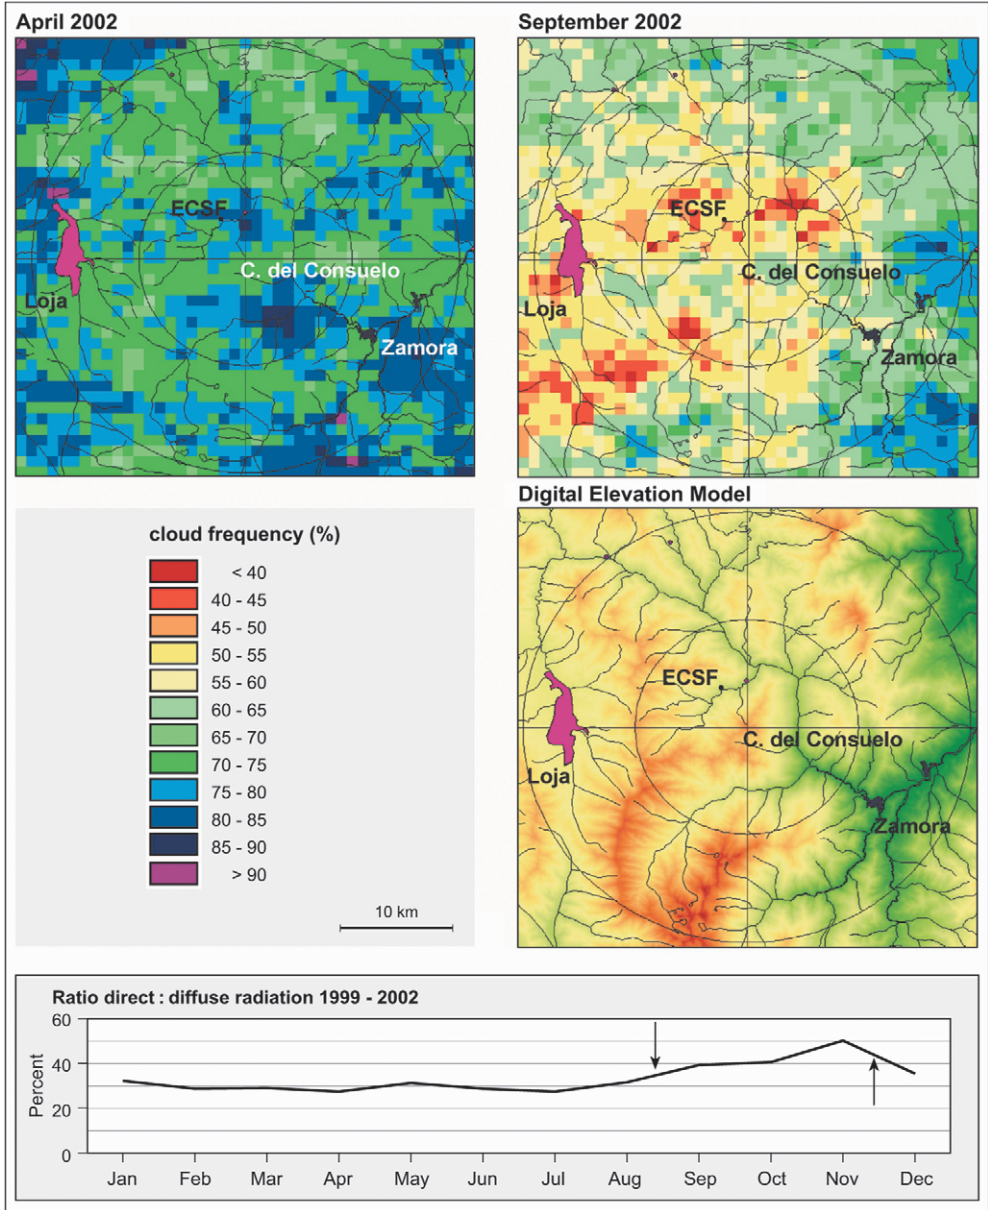 April 2002
September 2002
ECSF
C. del Consuelo
Loja
Zamora
ECSF
C. del Consuelo
Loja
Zamora
Digital Elevation Model
cloud frequency (%)
< 40
40 - 45
45 - 50
50 - 55
55 - 60
60 - 65
65 - 70
70 - 75
75 - 80
80 - 85
85 - 90
> 90
10 km
ECSF
C. del Consuelo
Loja
Zamora
Ratio direct : diffuse radiation 1999 - 2002
Percent
60
40
20
0
Jan Feb Mar Apr May Jun Jul Aug Sep Oct Nov Dec